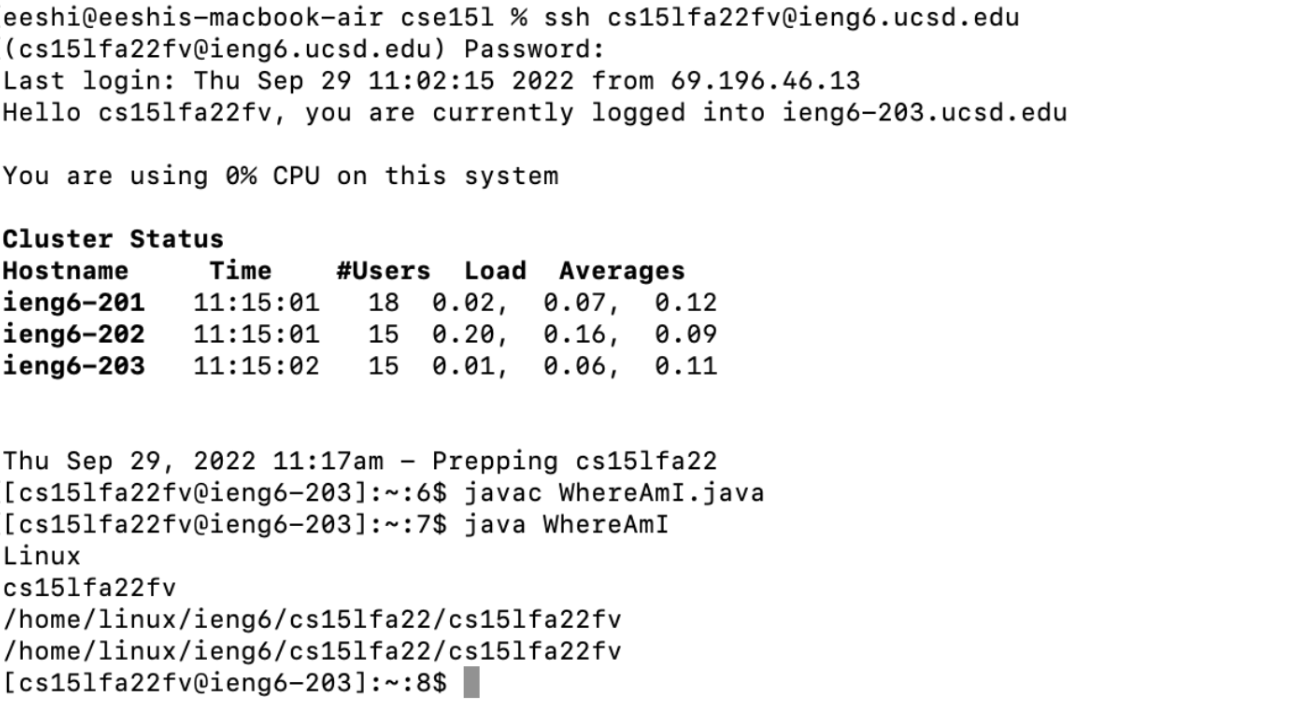 eeshi@eeshis-macbook-air cse15l % ssh cs15lfa22fv@ieng6.ucsd.edu
(cs15lfa22fv@ieng6.ucsd.edu) Password:
Last login: Thu Sep 29 11:02:15 2022 from 69.196.46.13
Hello cs15lfa22fv, you are currently logged into ieng6-203.ucsd.edu
You are using 0% CPU on this system
Cluster Status
Hostname     Time    #Users  Load  Averages
ieng6-201   11:15:01   18  0.02,  0.07,  0.12
ieng6-202   11:15:01   15  0.20,  0.16,  0.09
ieng6-203   11:15:02   15  0.01,  0.06,  0.11
Thu Sep 29, 2022 11:17am - Prepping cs15lfa22
[cs15lfa22fv@ieng6-203]:~:6$ javac WhereAmI.java
[cs15lfa22fv@ieng6-203]:~:7$ java WhereAmI
Linux
cs15lfa22fv
/home/linux/ieng6/cs15lfa22/cs15lfa22fv
/home/linux/ieng6/cs15lfa22/cs15lfa22fv
[cs15lfa22fv@ieng6-203]:~:8$